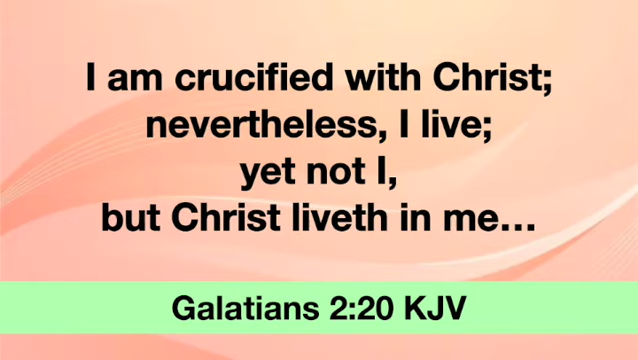 I am crucified with Christ;
nevertheless, I live;
yet not I,
but Christ liveth in me...
Galatians 2:20 KJV